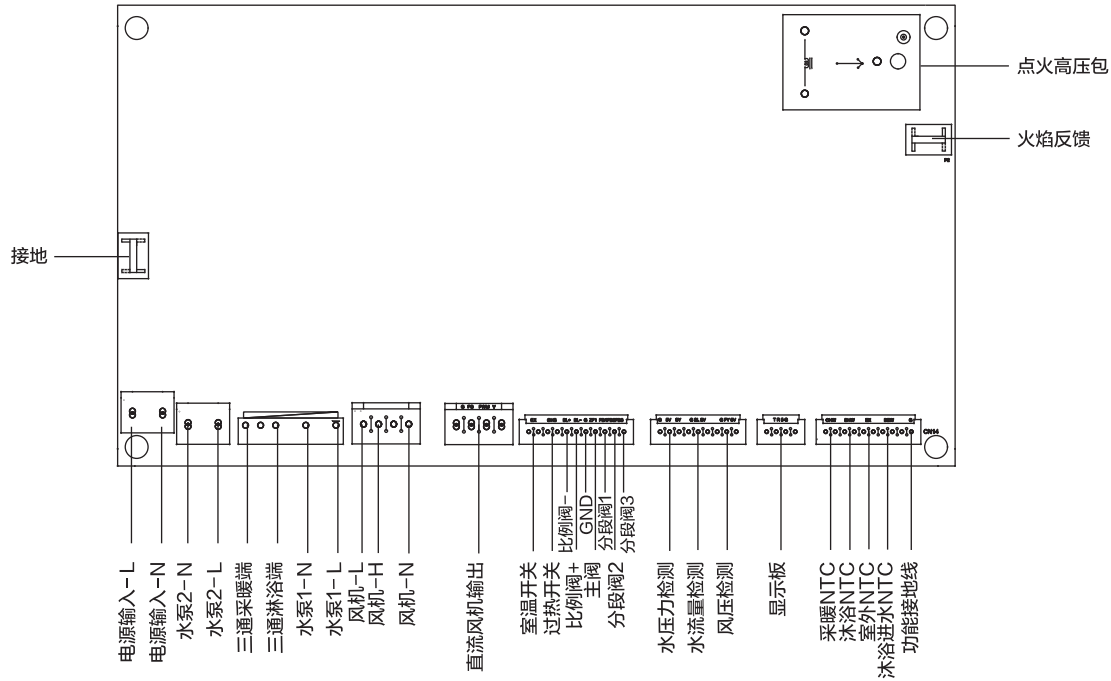 点火高压包
火焰反馈
接地
CN14
电源输入-L
电源输入-N
水泵2-N
水泵2-L
三通采暖端
三通淋浴端
水泵1-N
水泵1-L
风机-L
风机-H
风机-N
直流风机输出
室温开关
过热开关
比例阀-
比例阀+
GND
主阀
分段阀1
分段阀2
分段阀3
水压力检测
水流量检测
风压检测
显示板
采暖NTC
沐浴NTC
室外NTC
沐浴进水NTC
功能接地线